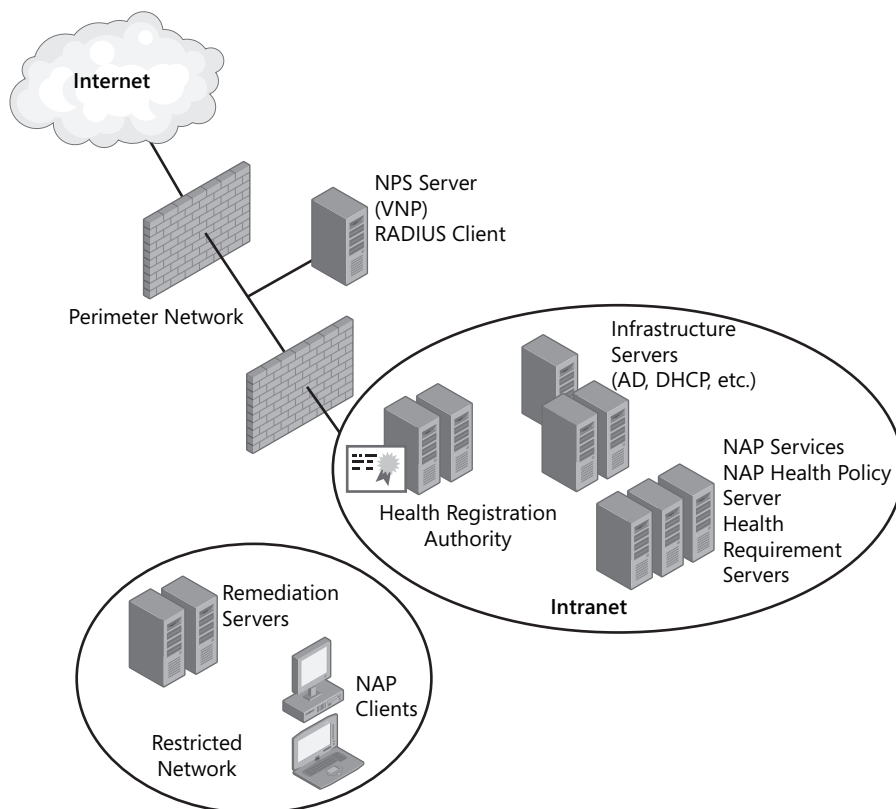 Internet
NPS Server
(VNP)
RADIUS Client
Perimeter Network
Infrastructure
Servers
(AD, DHCP, etc.)
NAP Services
NAP Health Policy
Server
Health
Requirement
Servers
Health Registration
Authority
Intranet
Remediation
Servers
NAP
Clients
Restricted
Network